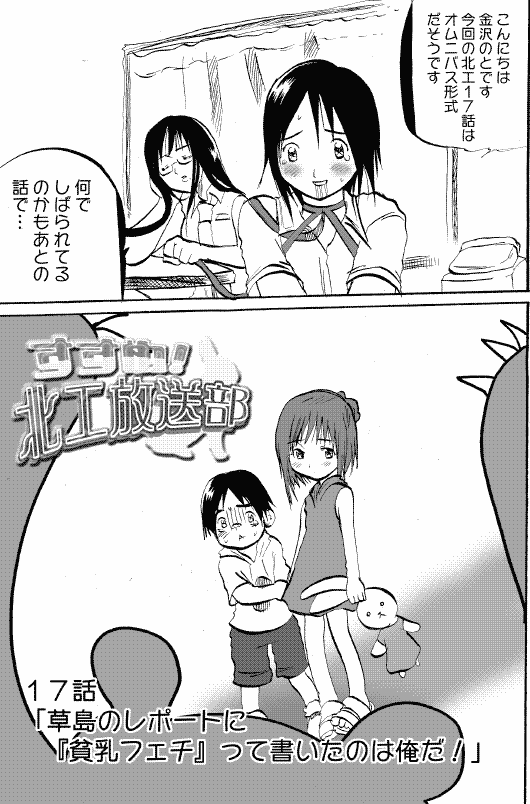 こんにちは
金沢のとです
今回の北工17話は
オムニバス形式
だそうです
何で
しばられてる
のかもあとの
話で…
すすめ!
北工放送部
17話
「草島のレポートに
『貧乳フェチ』って書いたのは俺だ!」